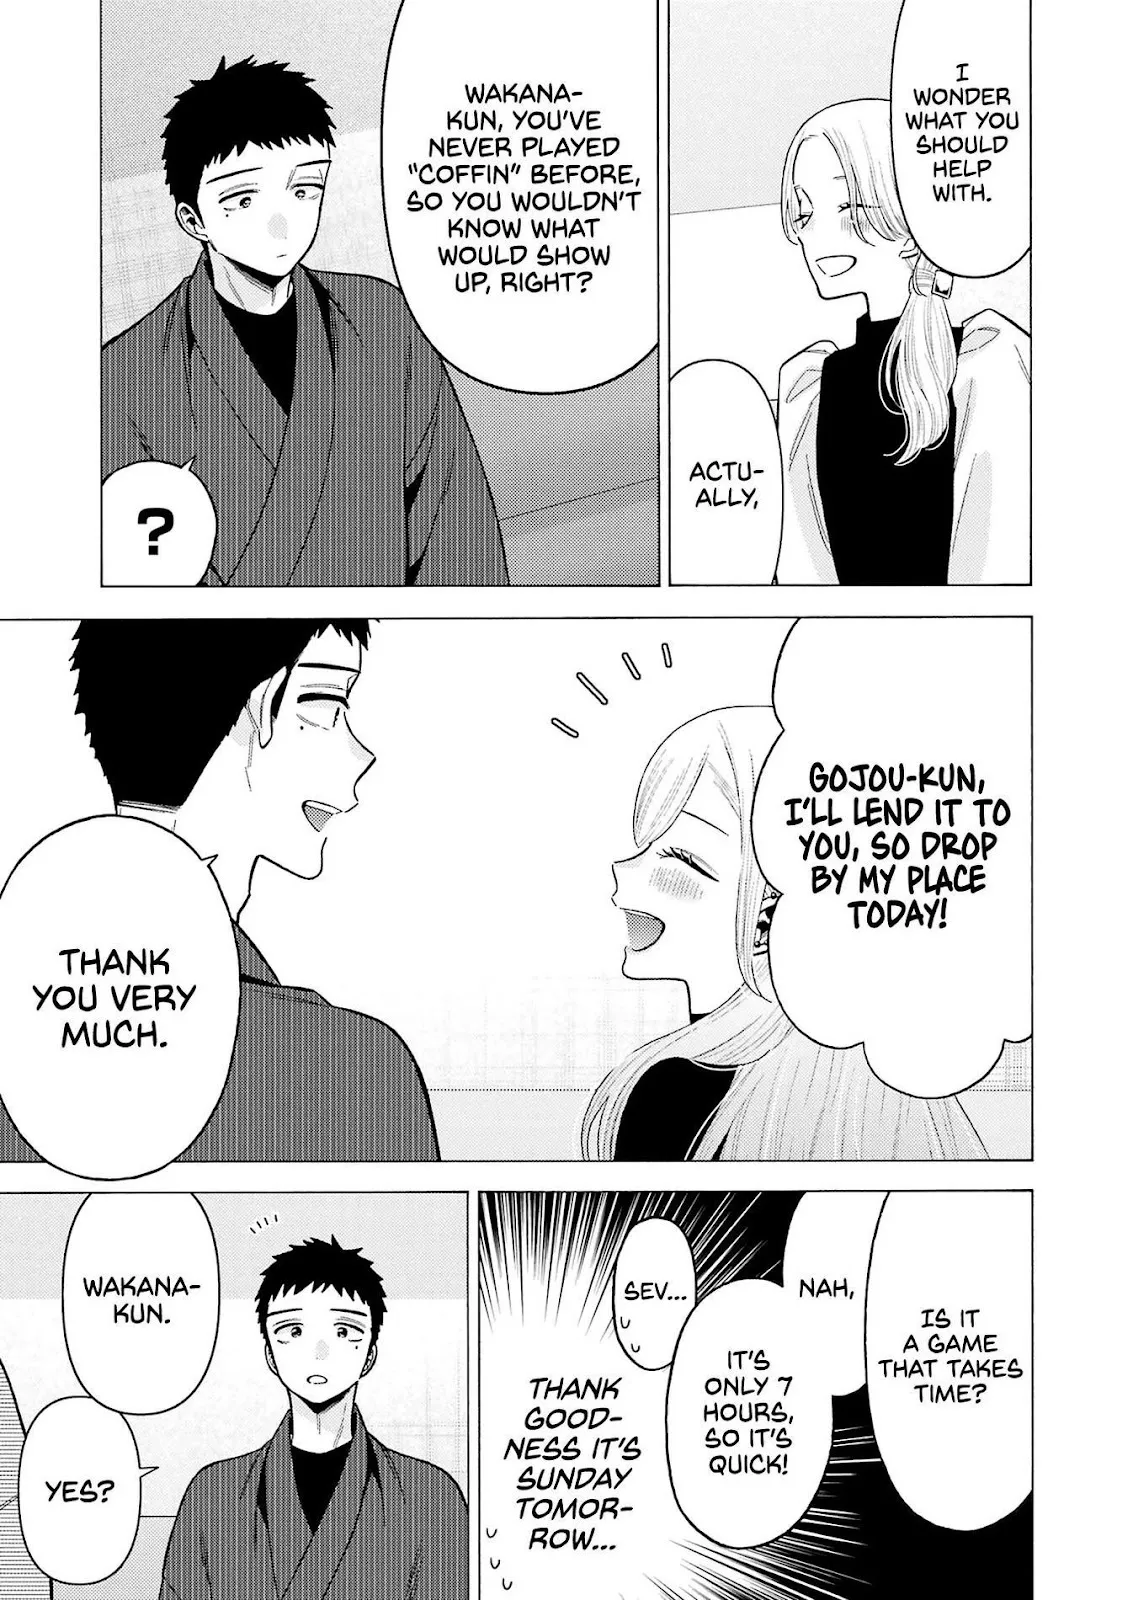 I
WONDER
WHAT YOU
SHOULD
HELP
WITH.
ACTU-
ALLY,
WAKANA-
KUN, YOU'VE
NEVER PLAYED
"COFFIN" BEFORE,
SO YOU WOULDN'T
KNOW WHAT
WOULD SHOW
UP, RIGHT?
?
GOJOU-KUN,
I'LL LEND IT TO
YOU, SO DROP
BY MY PLACE
TODAY!
THANK
YOU VERY
MUCH.
IS IT
A GAME
THAT TAKES
TIME?
NAH,
IT'S
ONLY 7
HOURS,
SO IT'S
QUICK!
SEV...
THANK
GOOD-
NESS IT'S
SUNDAY
TOMOR-
ROW...
WAKANA-
KUN.
YES?